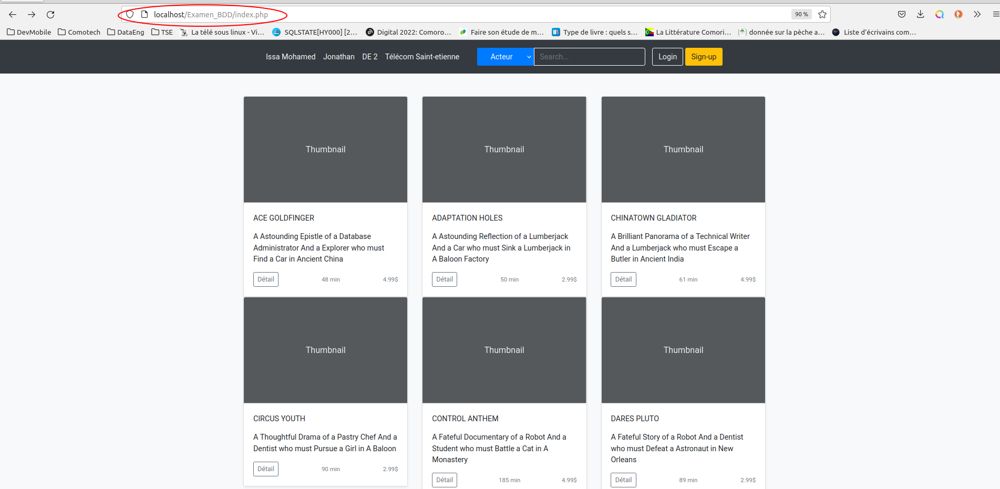 localhost/Examen_BDD/index.php 90 %
DevMobile Comotech DataEng TSE La télé sous linux - Vi… SQLSTATE[HY000] [2… Digital 2022: Comoro… Faire son étude de m… Type de livre : quels s… La Littérature Comori… donnée sur la pèche a… Liste d'écrivains com…
Issa Mohamed Jonathan DE 2 Télécom Saint-etienne Acteur Search... Login Sign-up
Thumbnail Thumbnail Thumbnail
ACE GOLDFINGER
A Astounding Epistle of a Database
Administrator And a Explorer who must
Find a Car in Ancient China
Détail 48 min 4.99$
ADAPTATION HOLES
A Astounding Reflection of a Lumberjack
And a Car who must Sink a Lumberjack in
A Baloon Factory
Détail 50 min 2.99$
CHINATOWN GLADIATOR
A Brilliant Panorama of a Technical Writer
And a Lumberjack who must Escape a
Butler in Ancient India
Détail 61 min 4.99$
Thumbnail Thumbnail Thumbnail
CIRCUS YOUTH
A Thoughtful Drama of a Pastry Chef And a
Dentist who must Pursue a Girl in A Baloon
Détail 90 min 2.99$
CONTROL ANTHEM
A Fateful Documentary of a Robot And a
Student who must Battle a Cat in A
Monastery
Détail 185 min 4.99$
DARES PLUTO
A Fateful Story of a Robot And a Dentist
who must Defeat a Astronaut in New
Orleans
Détail 89 min 2.99$